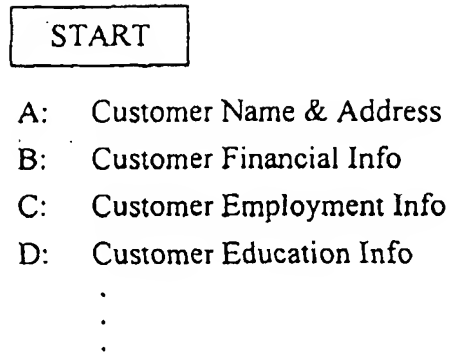 START
A: Customer Name & Address
B: Customer Financial Info
C: Customer Employment Info
D: Customer Education Info
.
.
.